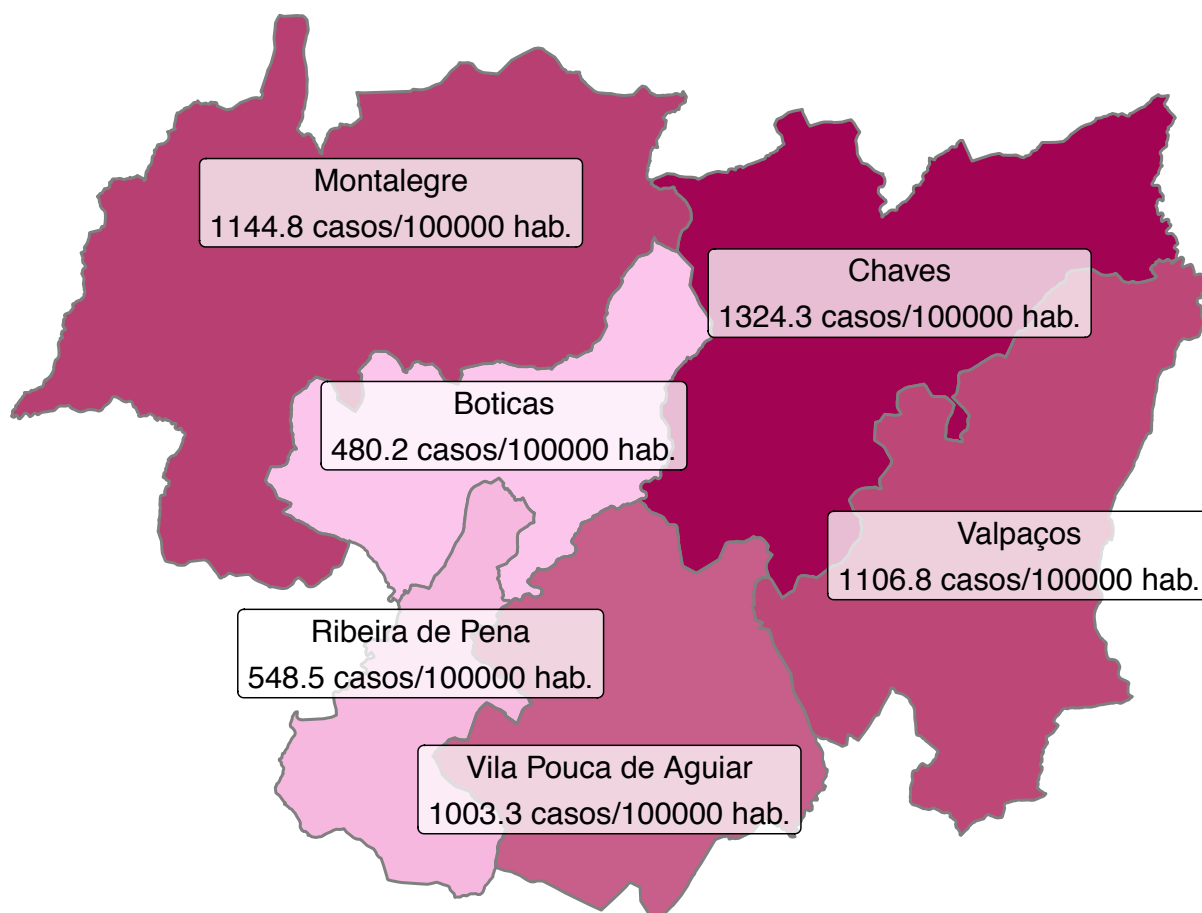 Montalegre
1144.8 casos/100000 hab.
Chaves
1324.3 casos/100000 hab.
Boticas
480.2 casos/100000 hab.
Valpaços
1106.8 casos/100000 hab.
Ribeira de Pena
548.5 casos/100000 hab.
Vila Pouca de Aguiar
1003.3 casos/100000 hab.